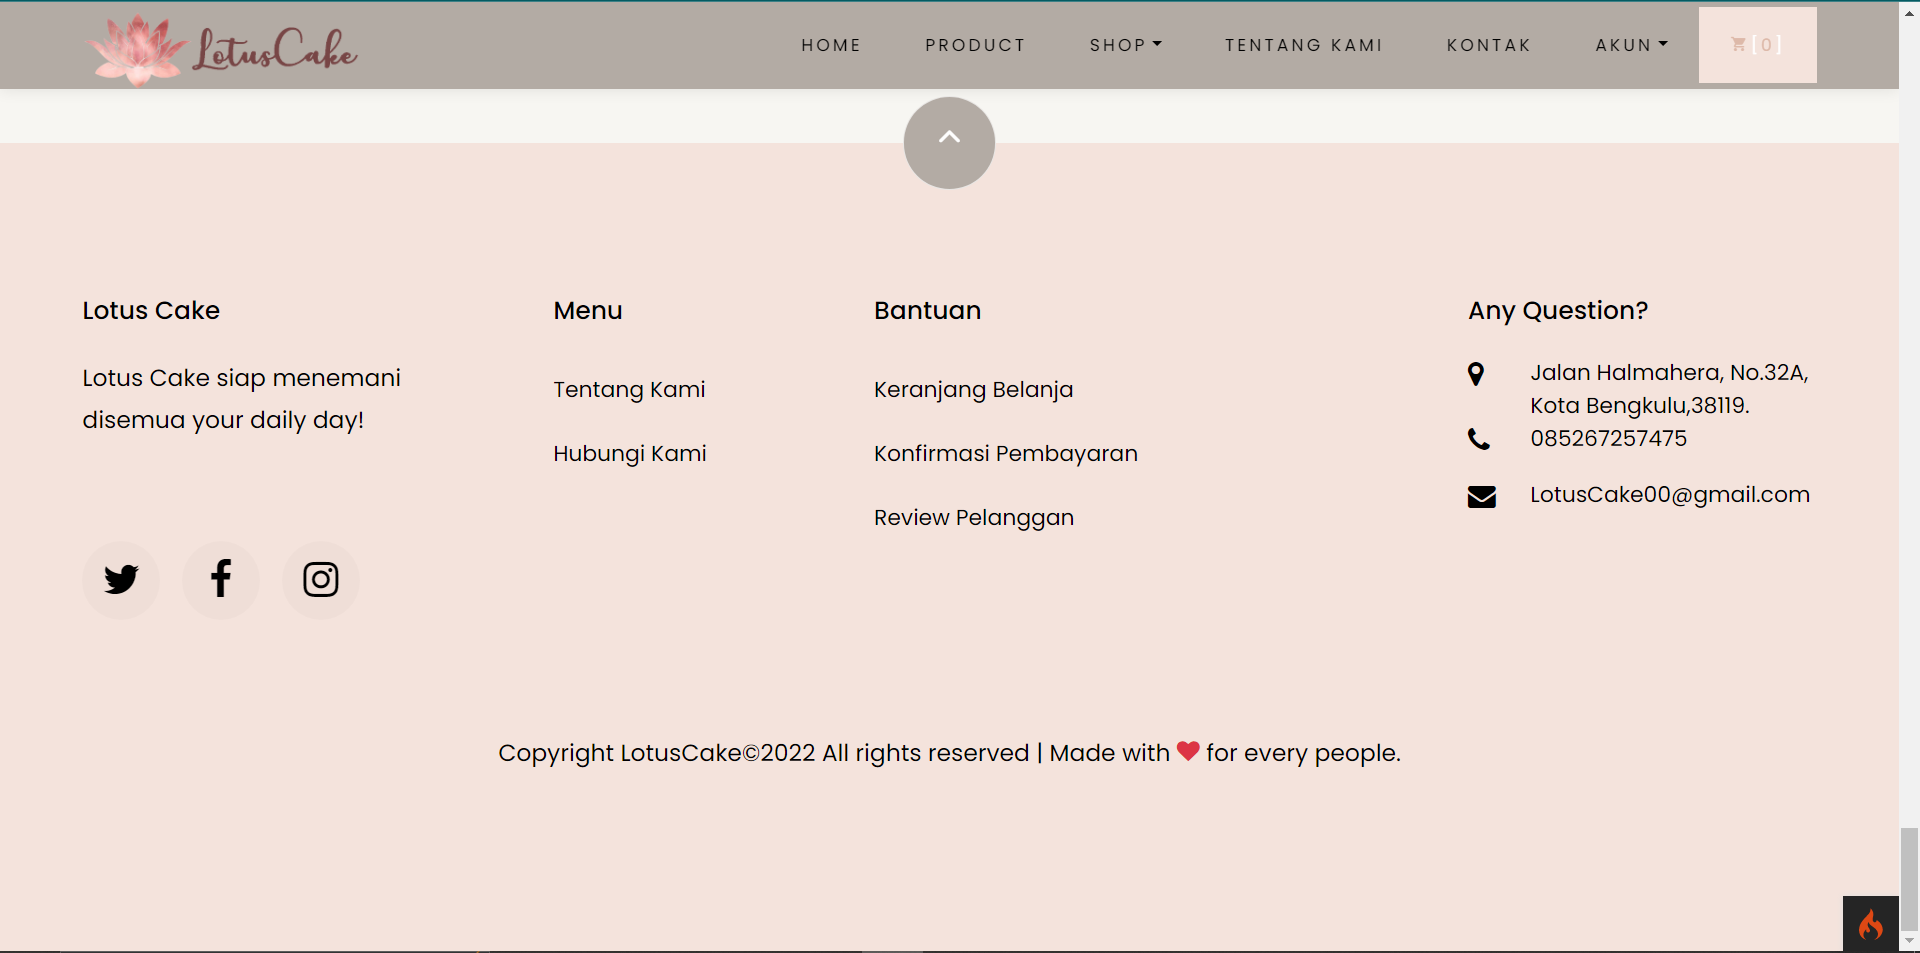 LotusCake
HOME
PRODUCT
SHOP
TENTANG KAMI
KONTAK
AKUN
[0]
Lotus Cake
Lotus Cake siap menemani
disemua your daily day!
Menu
Tentang Kami
Hubungi Kami
Bantuan
Keranjang Belanja
Konfirmasi Pembayaran
Review Pelanggan
Any Question?
Jalan Halmahera, No.32A,
Kota Bengkulu,38119.
085267257475
LotusCake00@gmail.com
Copyright LotusCake©2022 All rights reserved | Made with ❤ for every people.